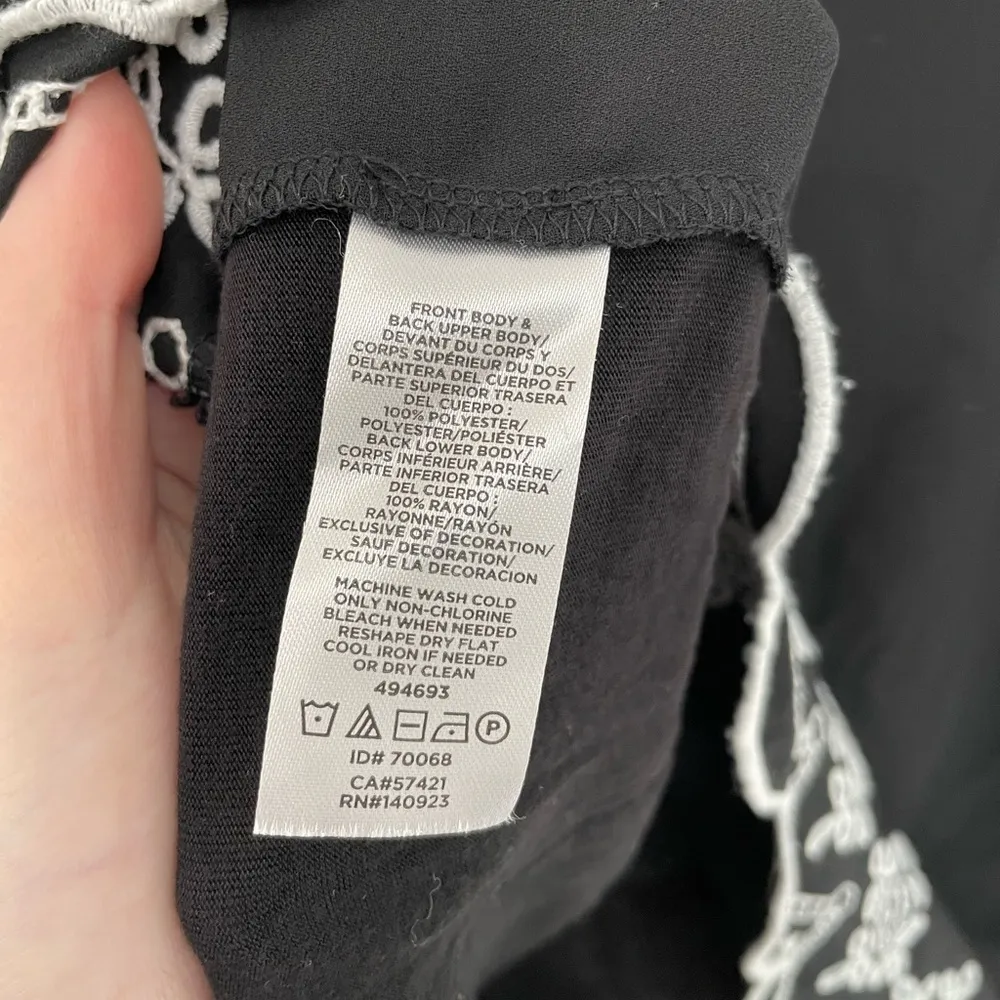 FRONT BODY &
BACK UPPER BODY/
DEVANT DU CORPS Y
CORPS SUPÉRIEUR DU DOS/
DELANTERA DEL CUERPO ET
PARTE SUPERIOR TRASERA
DEL CUERPO :
100% POLYESTER/
POLYESTER/POLIÉSTER
BACK LOWER BODY/
CORPS INFÉRIEUR ARRIÈRE/
PARTE INFERIOR TRASERA
DEL CUERPO :
100% RAYON/
RAYONNE/RAYÓN
EXCLUSIVE OF DECORATION/
SAUF DECORATION/
EXCLUYE LA DECORACION
MACHINE WASH COLD
ONLY NON-CHLORINE
BLEACH WHEN NEEDED
RESHAPE DRY FLAT
COOL IRON IF NEEDED
OR DRY CLEAN
494693
P
ID# 70068
CA#57421
RN#140923